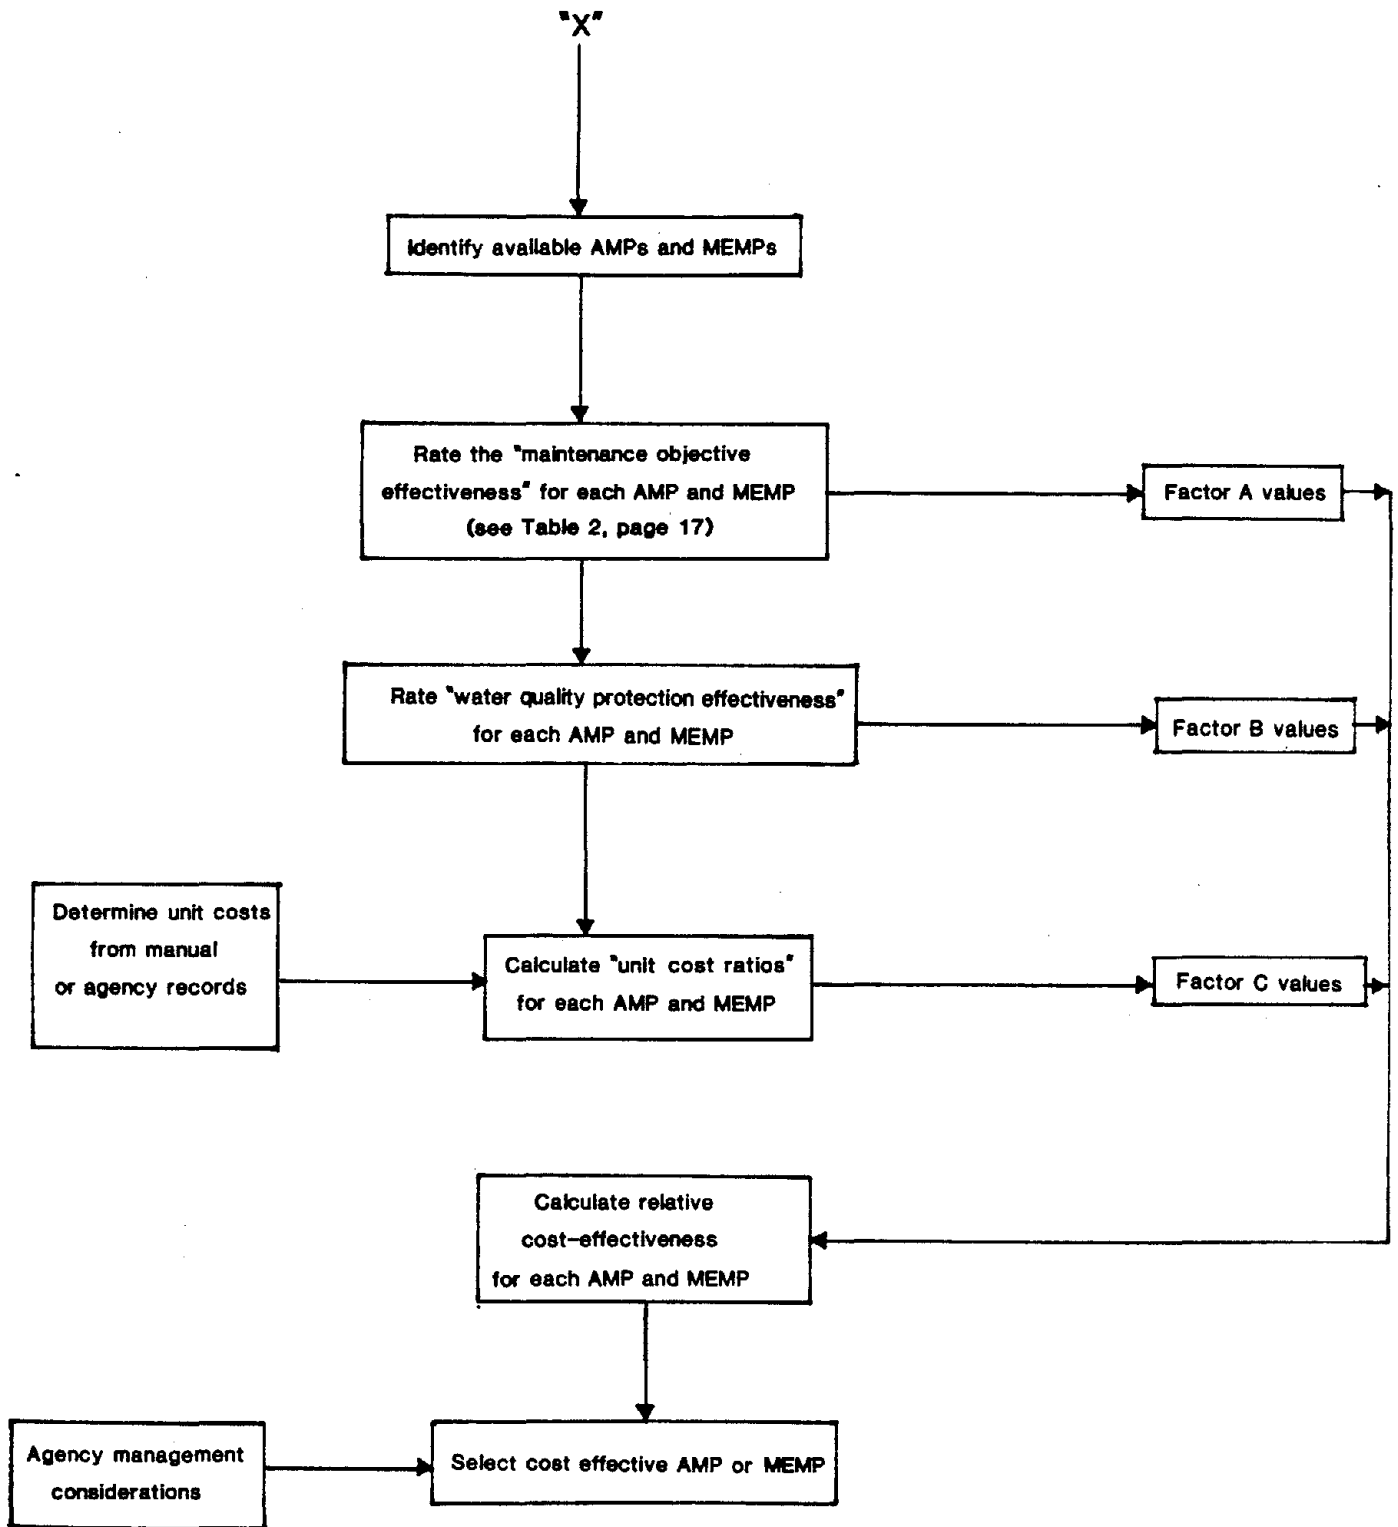 "X"
Identify available AMPs and MEMPs
Rate the "maintenance objective
effectiveness" for each AMP and MEMP
(see Table 2, page 17)
Factor A values
Rate "water quality protection effectiveness"
for each AMP and MEMP
Factor B values
Determine unit costs
from manual
or agency records
Calculate "unit cost ratios"
for each AMP and MEMP
Factor C values
Calculate relative
cost-effectiveness
for each AMP and MEMP
Agency management
considerations
Select cost effective AMP or MEMP